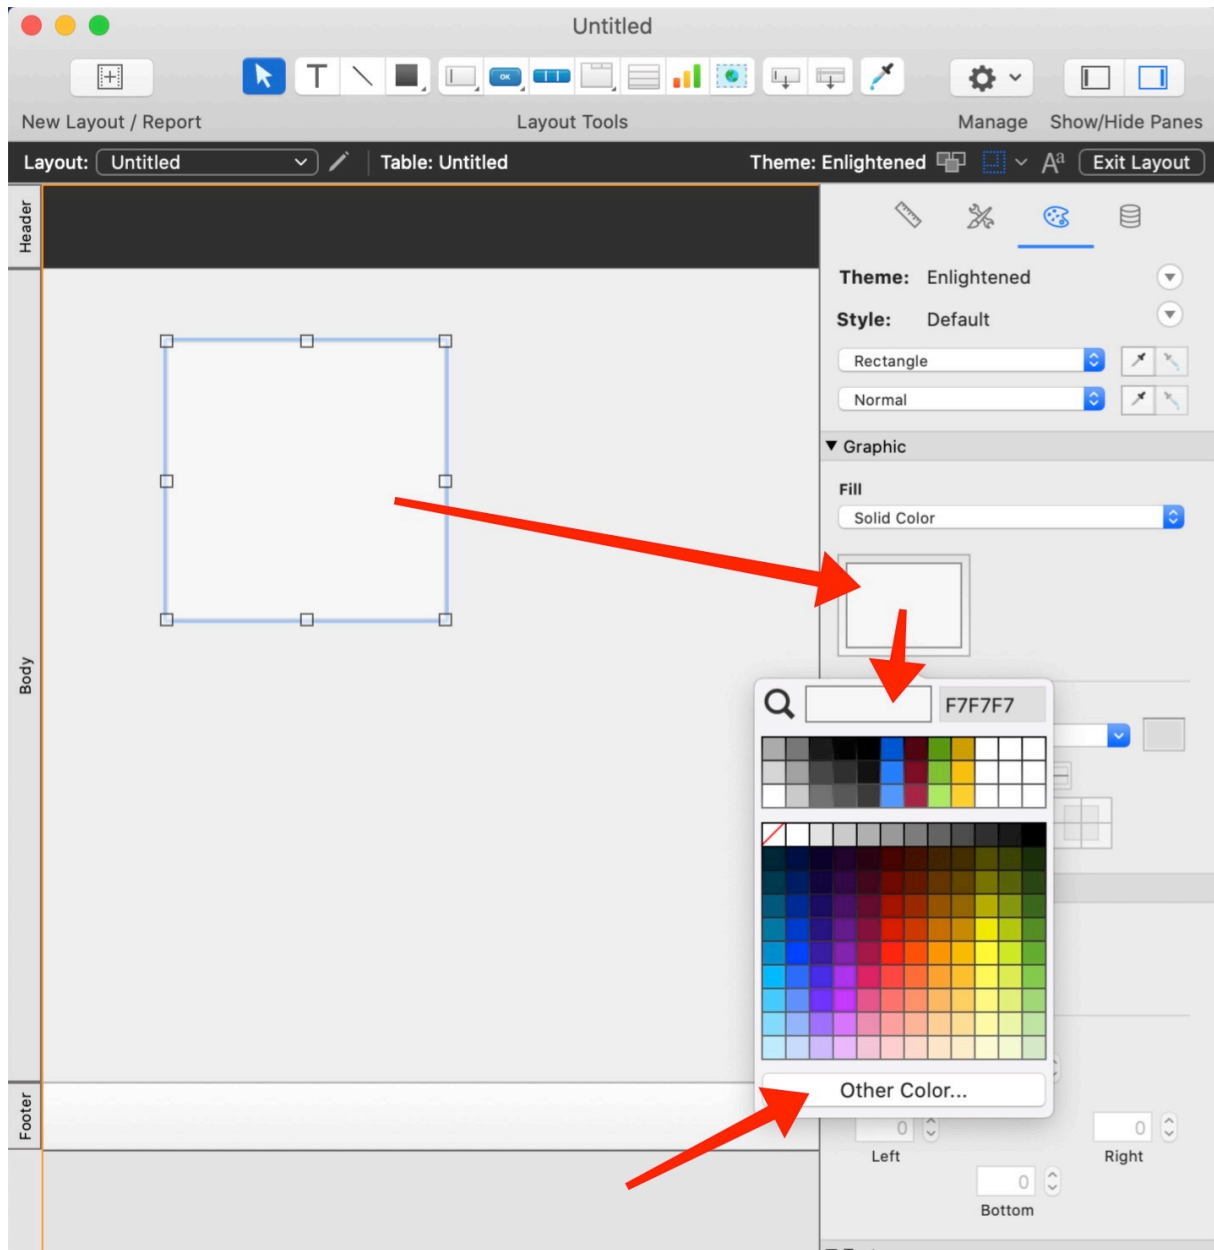 Untitled
OK
New Layout / Report
Layout Tools
Manage
Show/Hide Panes
Layout:
Untitled
Table: Untitled
Theme: Enlightened
Aa
Exit Layout
Header
Body
Footer
Theme: Enlightened
Style: Default
Rectangle
Normal
Graphic
Fill
Solid Color
F7F7F7
Other Color...
0
0
Left
Right
0
Bottom